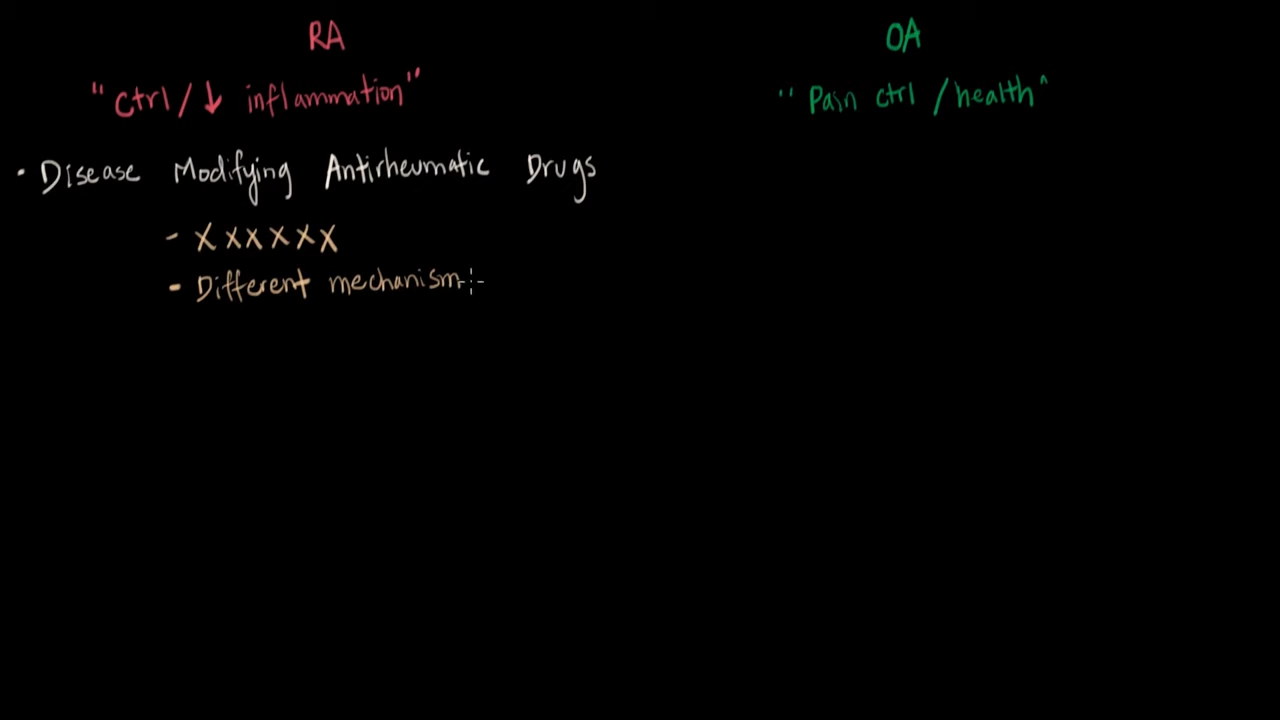 RA
"Ctrl/↓ inflammation"
• Disease Modifying Antirheumatic Drugs
- XXXXXX
- Different mechanism
OA
"Pain ctrl /health"